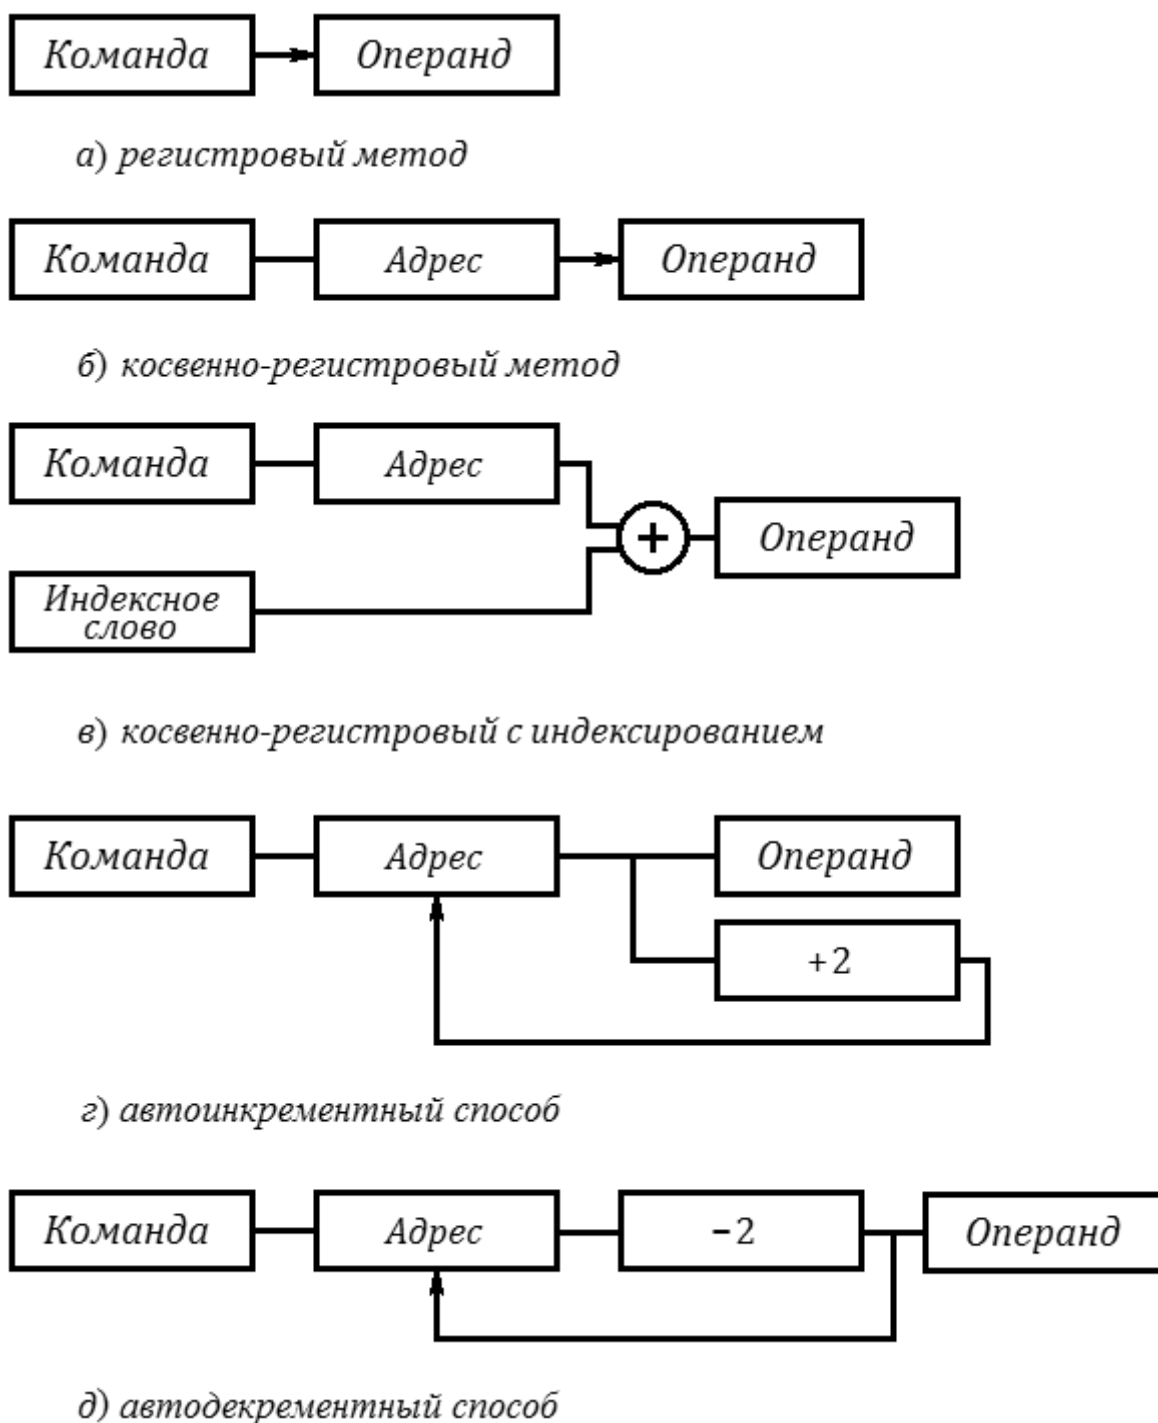 Команда
Операнд
а) регистровый метод
Команда
Адрес
Операнд
б) косвенно-регистровый метод
Команда
Адрес
+
Операнд
Индексное
слово
в) косвенно-регистровый с индексированием
Команда
Адрес
Операнд
+2
г) автоинкрементный способ
Команда
Адрес
−2
Операнд
д) автодекрементный способ